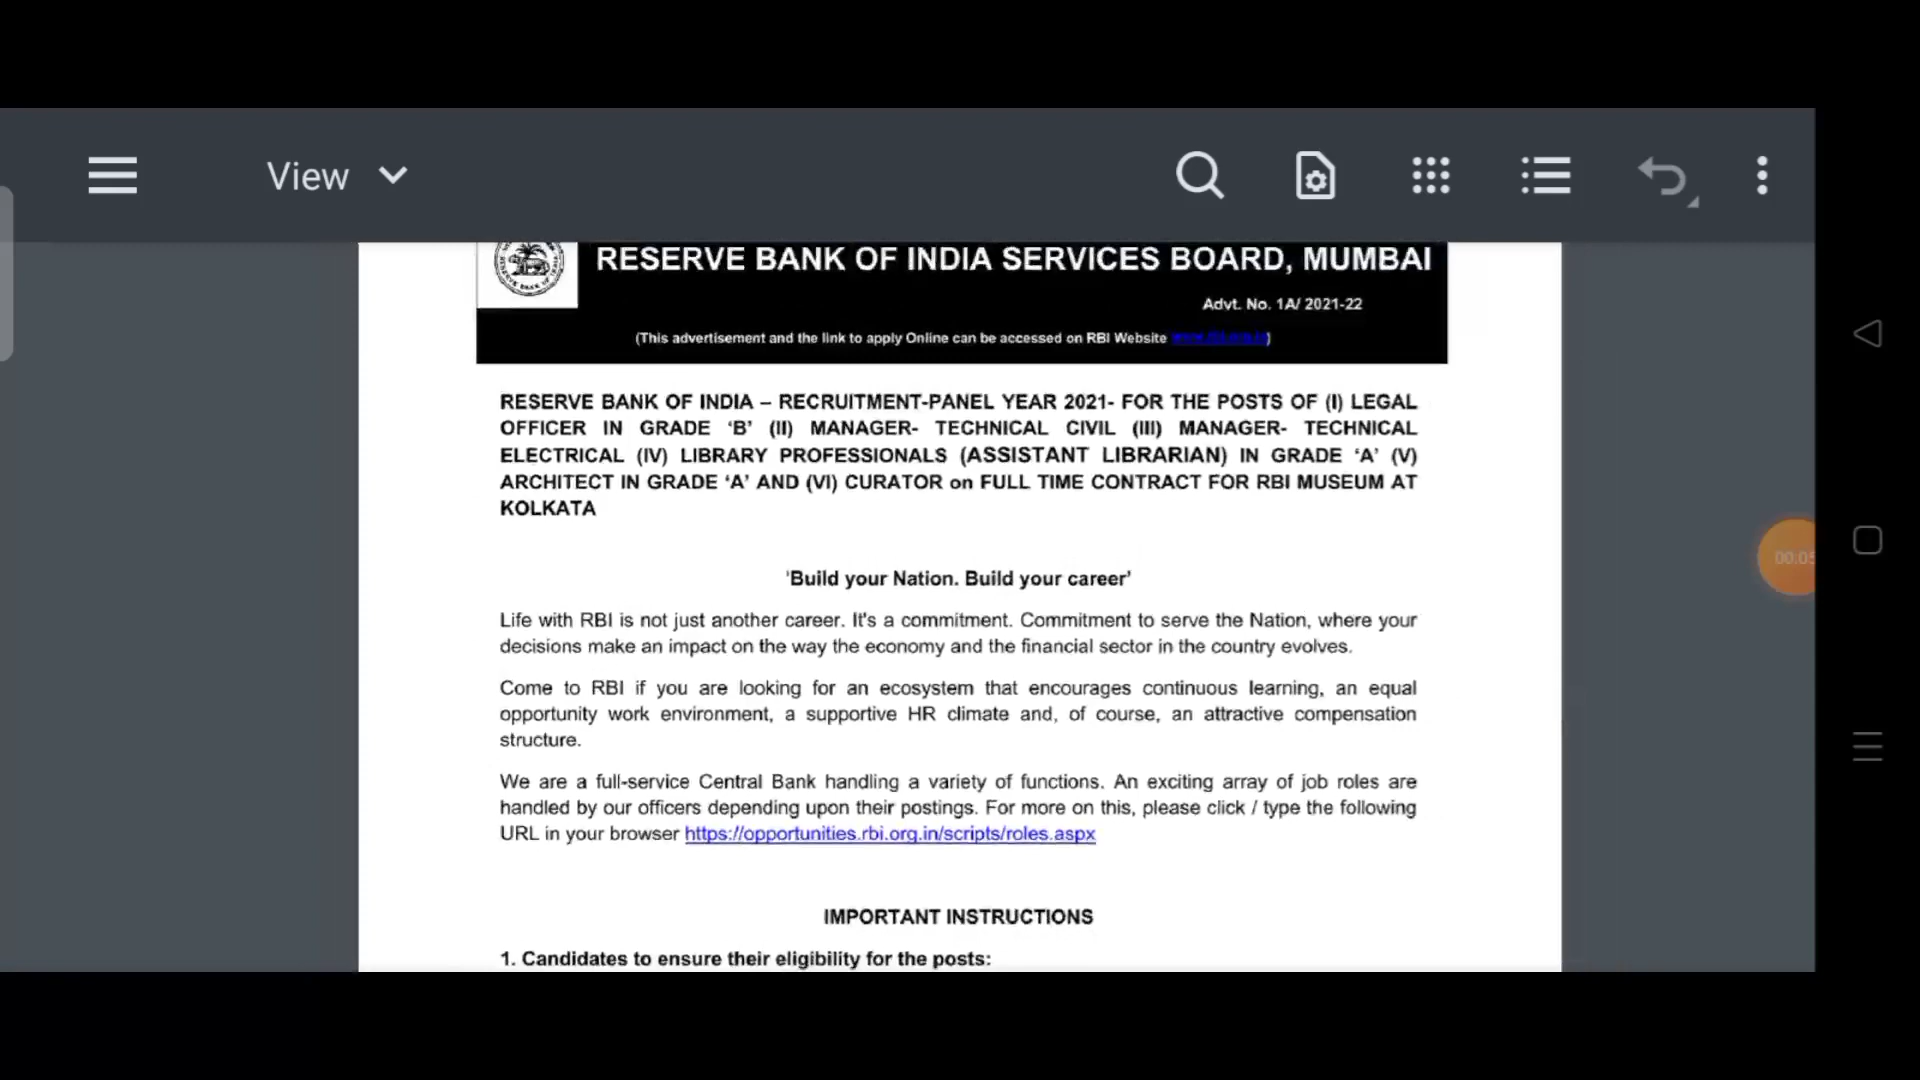 View
RESERVE BANK OF INDIA SERVICES BOARD, MUMBAI
Advt. No. 1A/ 2021-22
(This advertisement and the link to apply Online can be accessed on RBI Website )
RESERVE BANK OF INDIA – RECRUITMENT-PANEL YEAR 2021- FOR THE POSTS OF (I) LEGAL
OFFICER IN GRADE ‘B’ (II) MANAGER- TECHNICAL CIVIL (III) MANAGER- TECHNICAL
ELECTRICAL (IV) LIBRARY PROFESSIONALS (ASSISTANT LIBRARIAN) IN GRADE ‘A’ (V)
ARCHITECT IN GRADE ‘A’ AND (VI) CURATOR on FULL TIME CONTRACT FOR RBI MUSEUM AT
KOLKATA
'Build your Nation. Build your career’
Life with RBI is not just another career. It's a commitment. Commitment to serve the Nation, where your
decisions make an impact on the way the economy and the financial sector in the country evolves.
Come to RBI if you are looking for an ecosystem that encourages continuous learning, an equal
opportunity work environment, a supportive HR climate and, of course, an attractive compensation
structure.
We are a full-service Central Bank handling a variety of functions. An exciting array of job roles are
handled by our officers depending upon their postings. For more on this, please click / type the following
URL in your browser https://opportunities.rbi.org.in/scripts/roles.aspx
IMPORTANT INSTRUCTIONS
1. Candidates to ensure their eligibility for the posts: